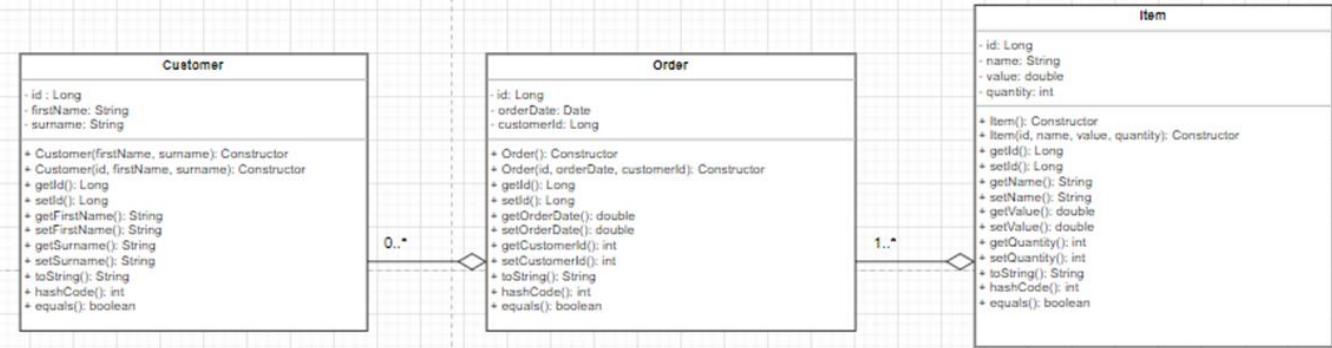 Customer
- id : Long
- firstName: String
- surname: String
+ Customer(firstName, surname): Constructor
+ Customer(id, firstName, surname): Constructor
+ getId(): Long
+ setId(): Long
+ getFirstName(): String
+ setFirstName(): String
+ getSurname(): String
+ setSurname(): String
+ toString(): String
+ hashCode(): int
+ equals(): boolean
0..*
Order
- id: Long
- orderDate: Date
- customerId: Long
+ Order(): Constructor
+ Order(id, orderDate, customerId): Constructor
+ getId(): Long
+ setId(): Long
+ getOrderDate(): double
+ setOrderDate(): double
+ getCustomerId(): int
+ setCustomerId(): int
+ toString(): String
+ hashCode(): int
+ equals(): boolean
1..*
Item
- id: Long
- name: String
- value: double
- quantity: int
+ Item(): Constructor
+ Item(id, name, value, quantity): Constructor
+ getId(): Long
+ setId(): Long
+ getName(): String
+ setName(): String
+ getValue(): double
+ setValue(): double
+ getQuantity(): int
+ setQuantity(): int
+ toString(): String
+ hashCode(): int
+ equals(): boolean